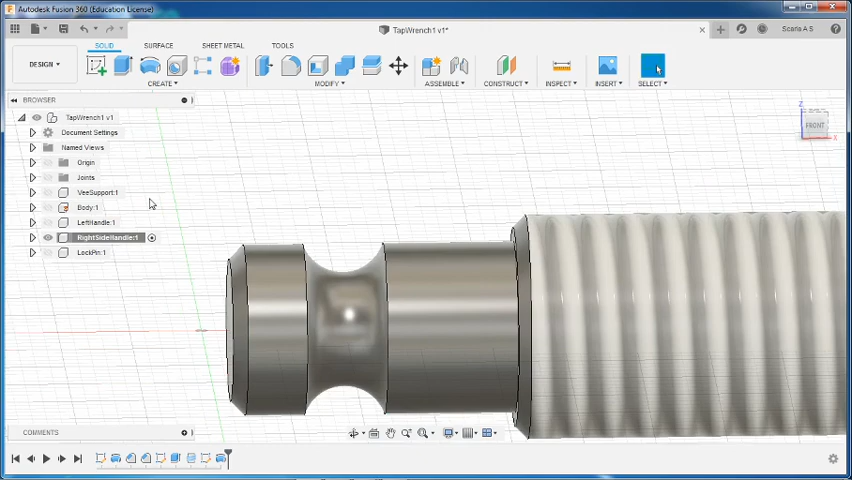 Autodesk Fusion 360 (Education License)
TapWrench1 v1*
Scaria A S
DESIGN
SOLID
SURFACE
SHEET METAL
TOOLS
CREATE
MODIFY
ASSEMBLE
CONSTRUCT
INSPECT
INSERT
SELECT
BROWSER
TapWrench1 v1
Document Settings
Named Views
Origin
Joints
VeeSupport:1
Body:1
LeftHandle:1
RightSideHandle:1
LockPin:1
Z
FRONT
X
COMMENTS